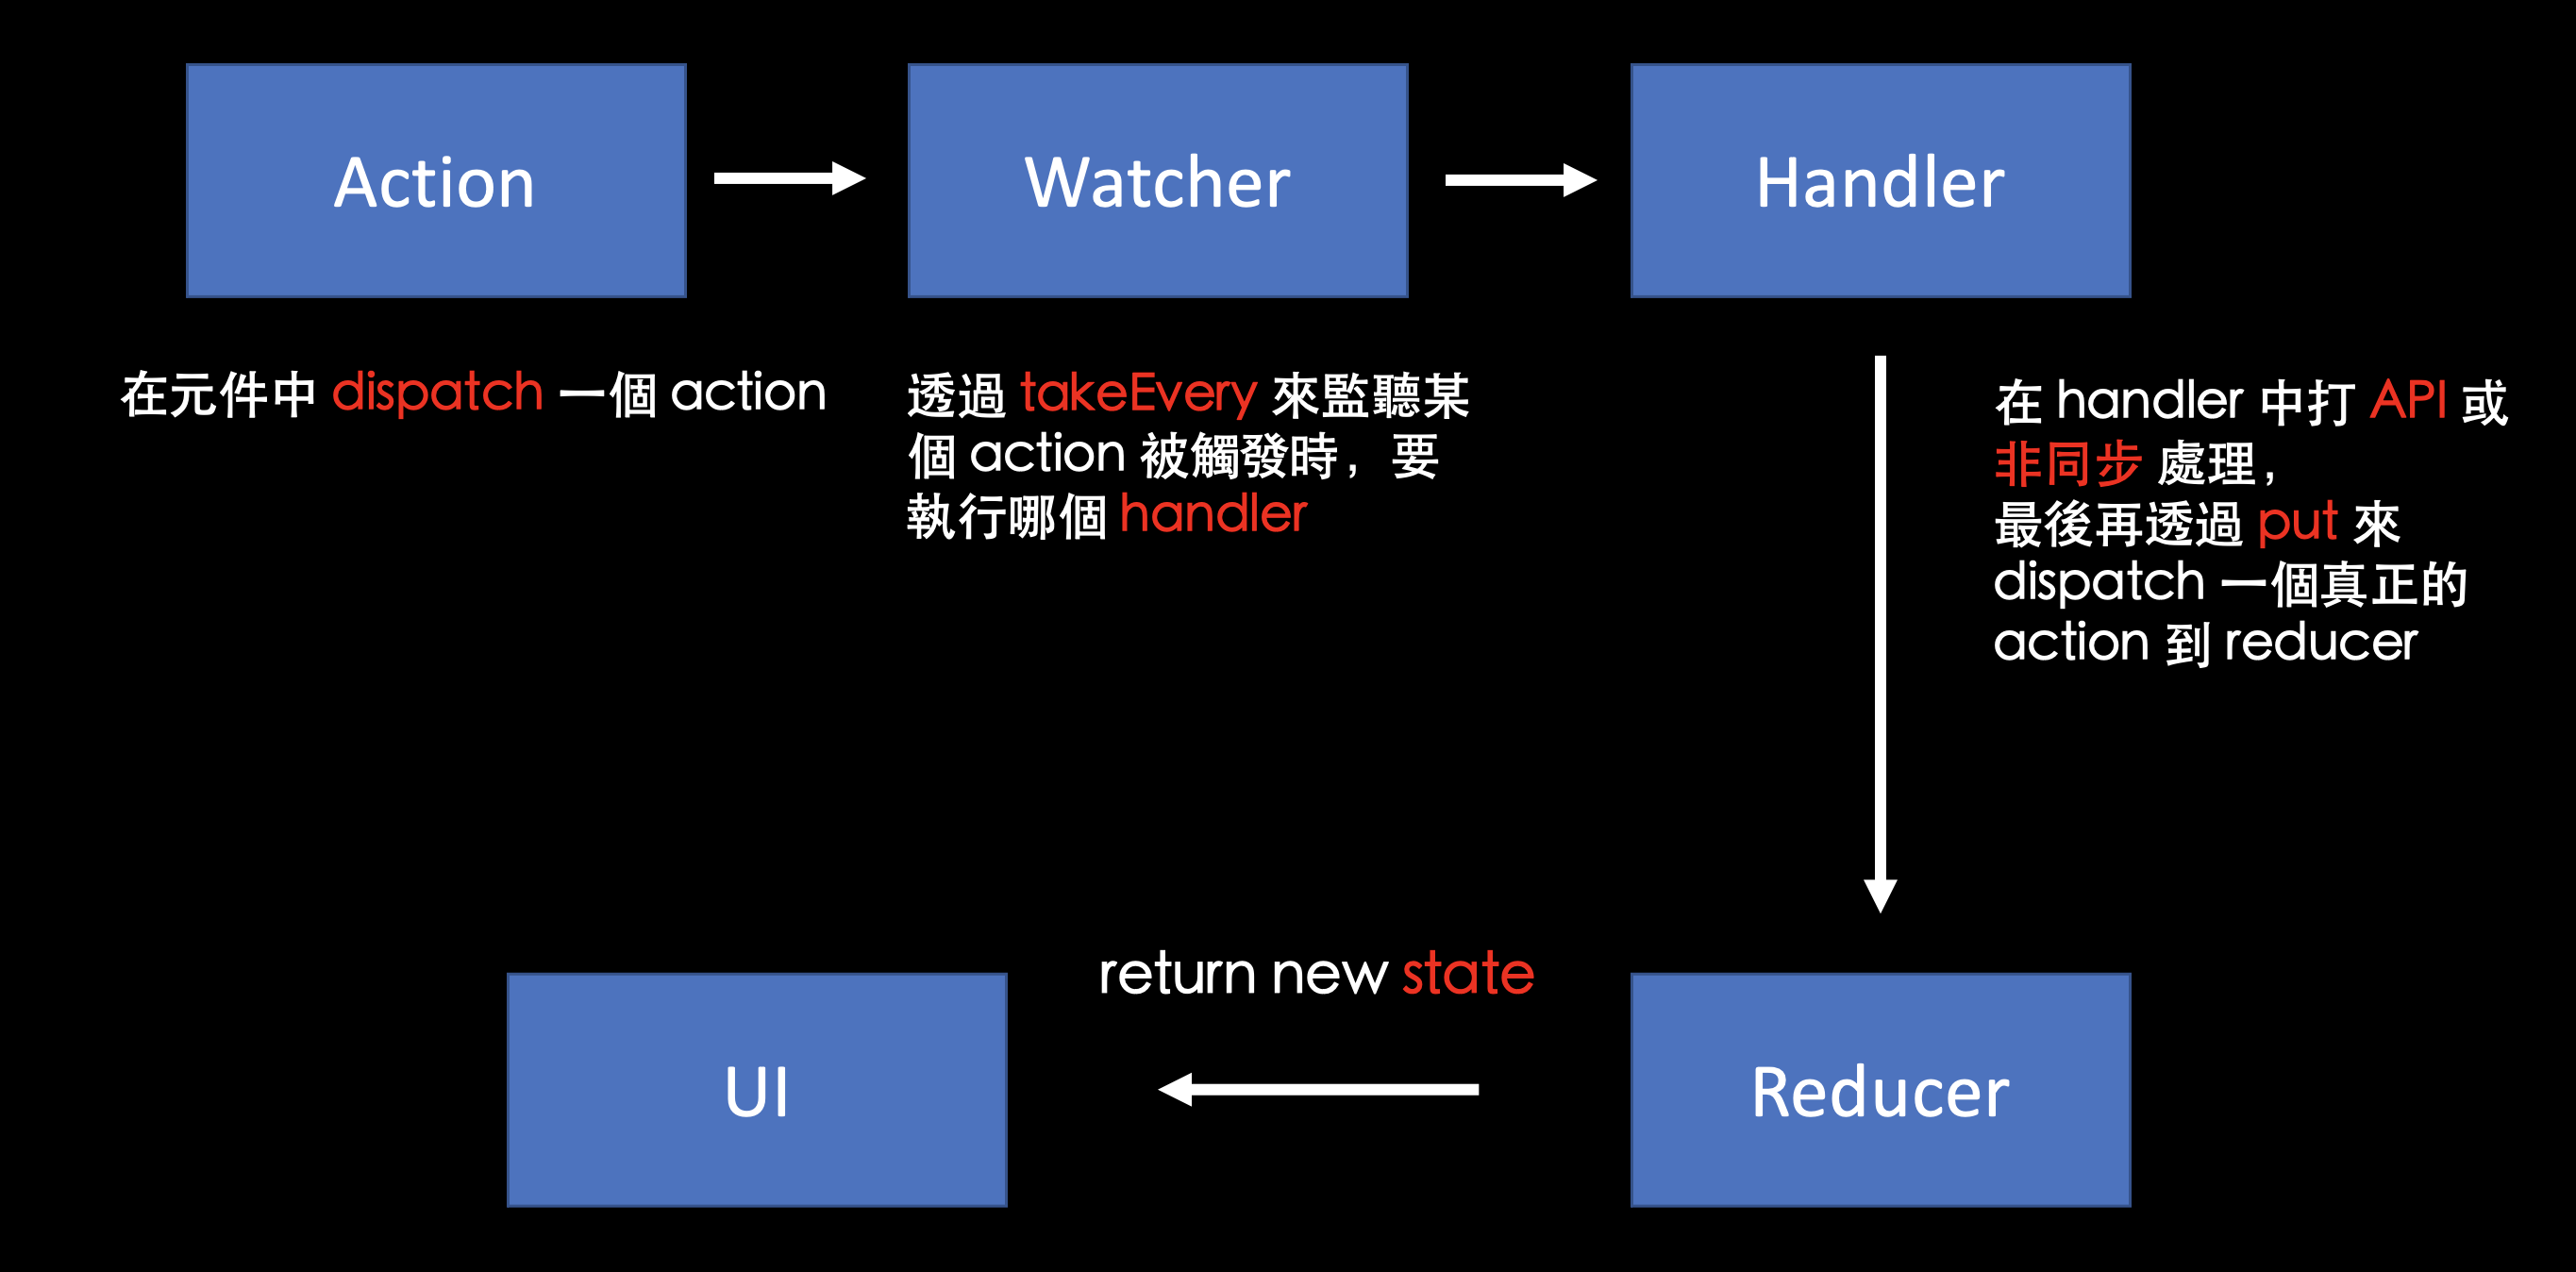 Action
Watcher
Handler
在元件中 dispatch 一個 action
透過 takeEvery 來監聽某
個 action 被觸發時，要
執行哪個 handler
在 handler 中打 API 或
非同步 處理，
最後再透過 put 來
dispatch 一個真正的
action 到 reducer
return new state
UI
Reducer